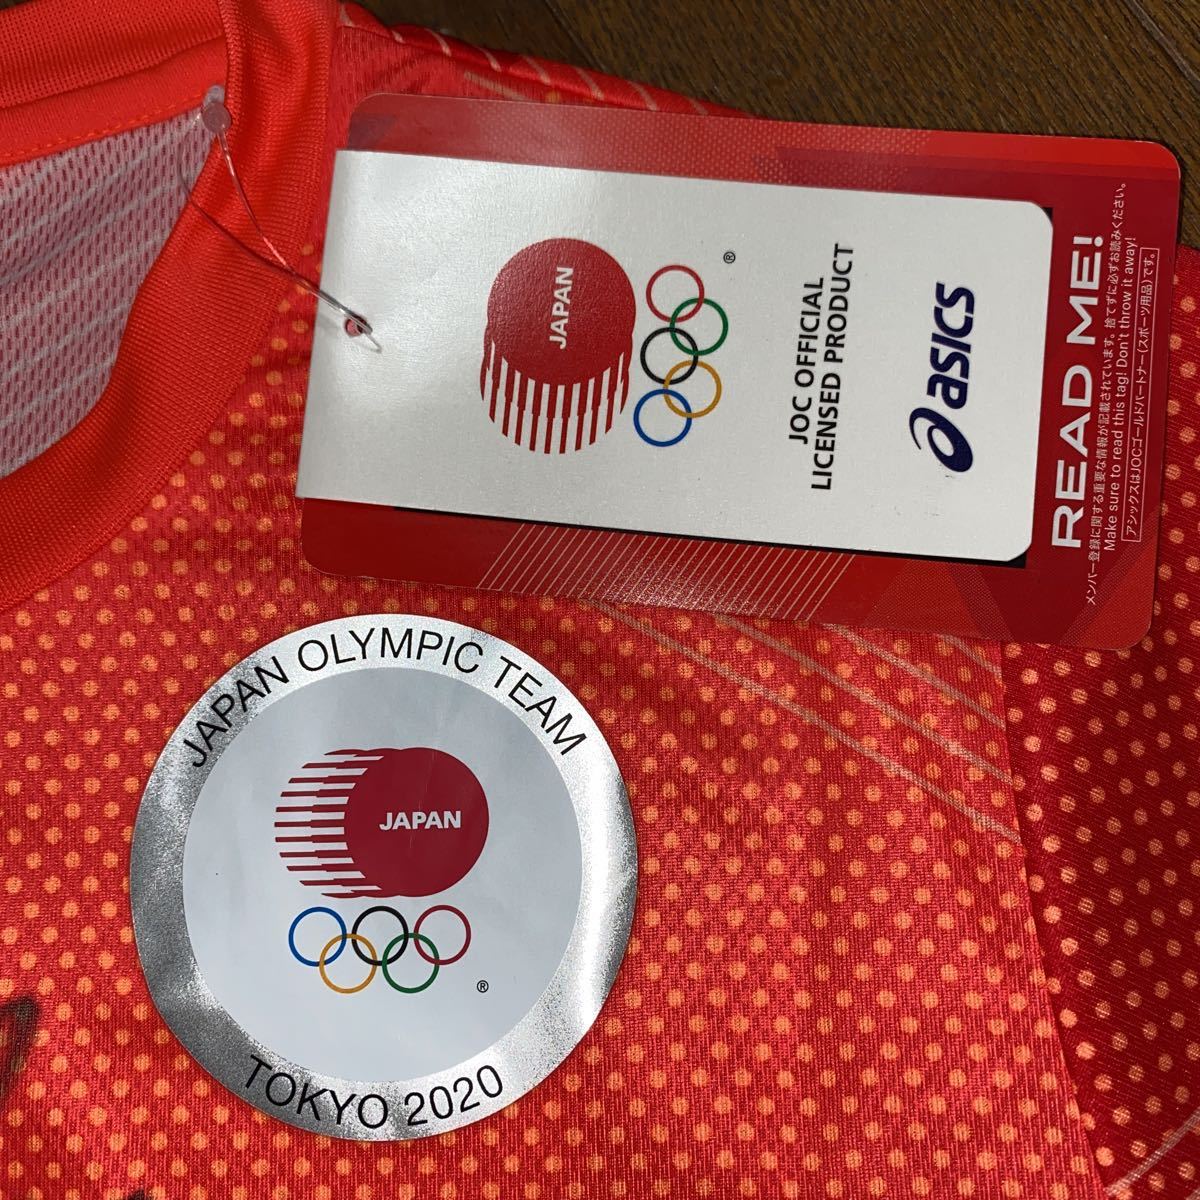 JAPAN
®
JOC OFFICIAL
LICENSED PRODUCT
asics
READ ME!
メンバー登録に関する重要な情報が記載されています。捨てずに必ずお読みください。
Make sure to read this tag! Don't throw it away!
アシックスはJOCゴールドパートナー(スポーツ用品)です。
JAPAN OLYMPIC TEAM
JAPAN
®
TOKYO 2020